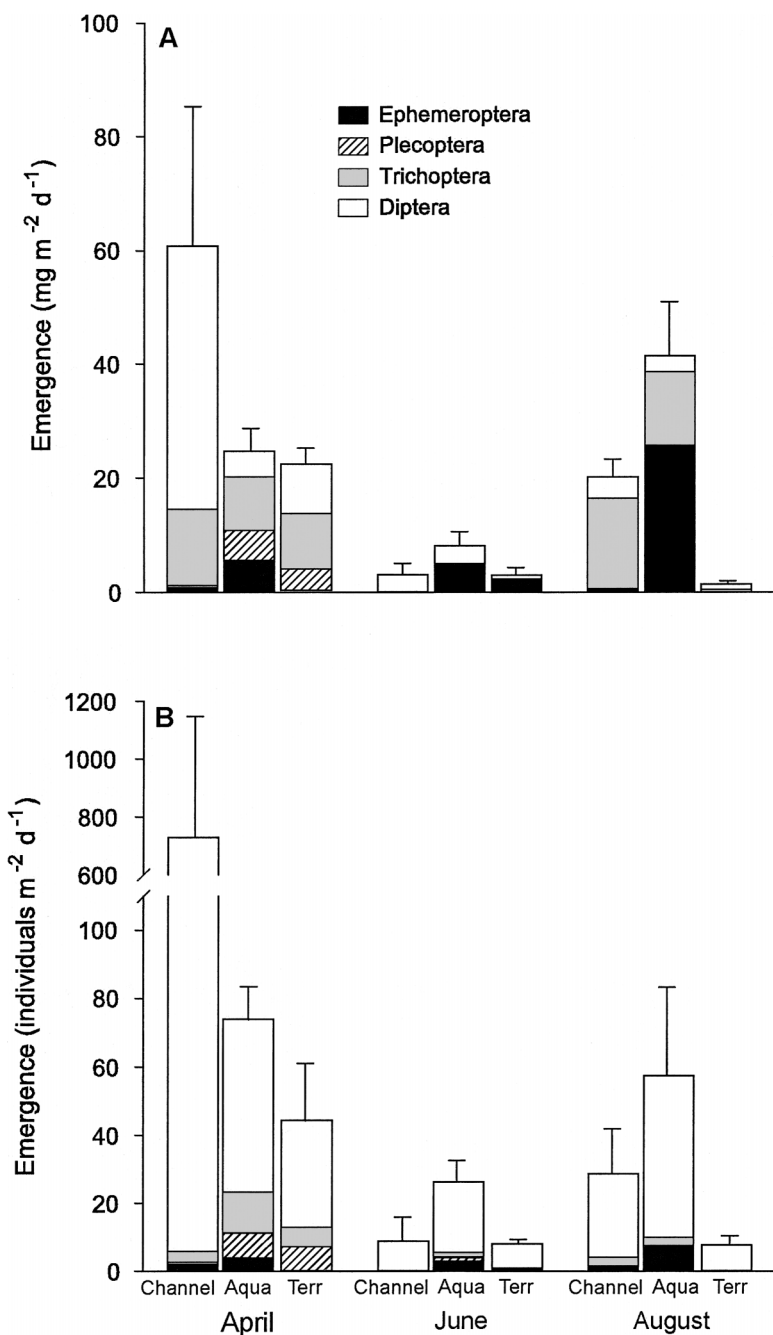 A
Emergence (mg m⁻² d⁻¹)
100
80
60
40
20
0
Ephemeroptera
Plecoptera
Trichoptera
Diptera
B
Emergence (individuals m⁻² d⁻¹)
1200
1000
800
600
100
80
60
40
20
0
Channel Aqua Terr Channel Aqua Terr Channel Aqua Terr
April June August